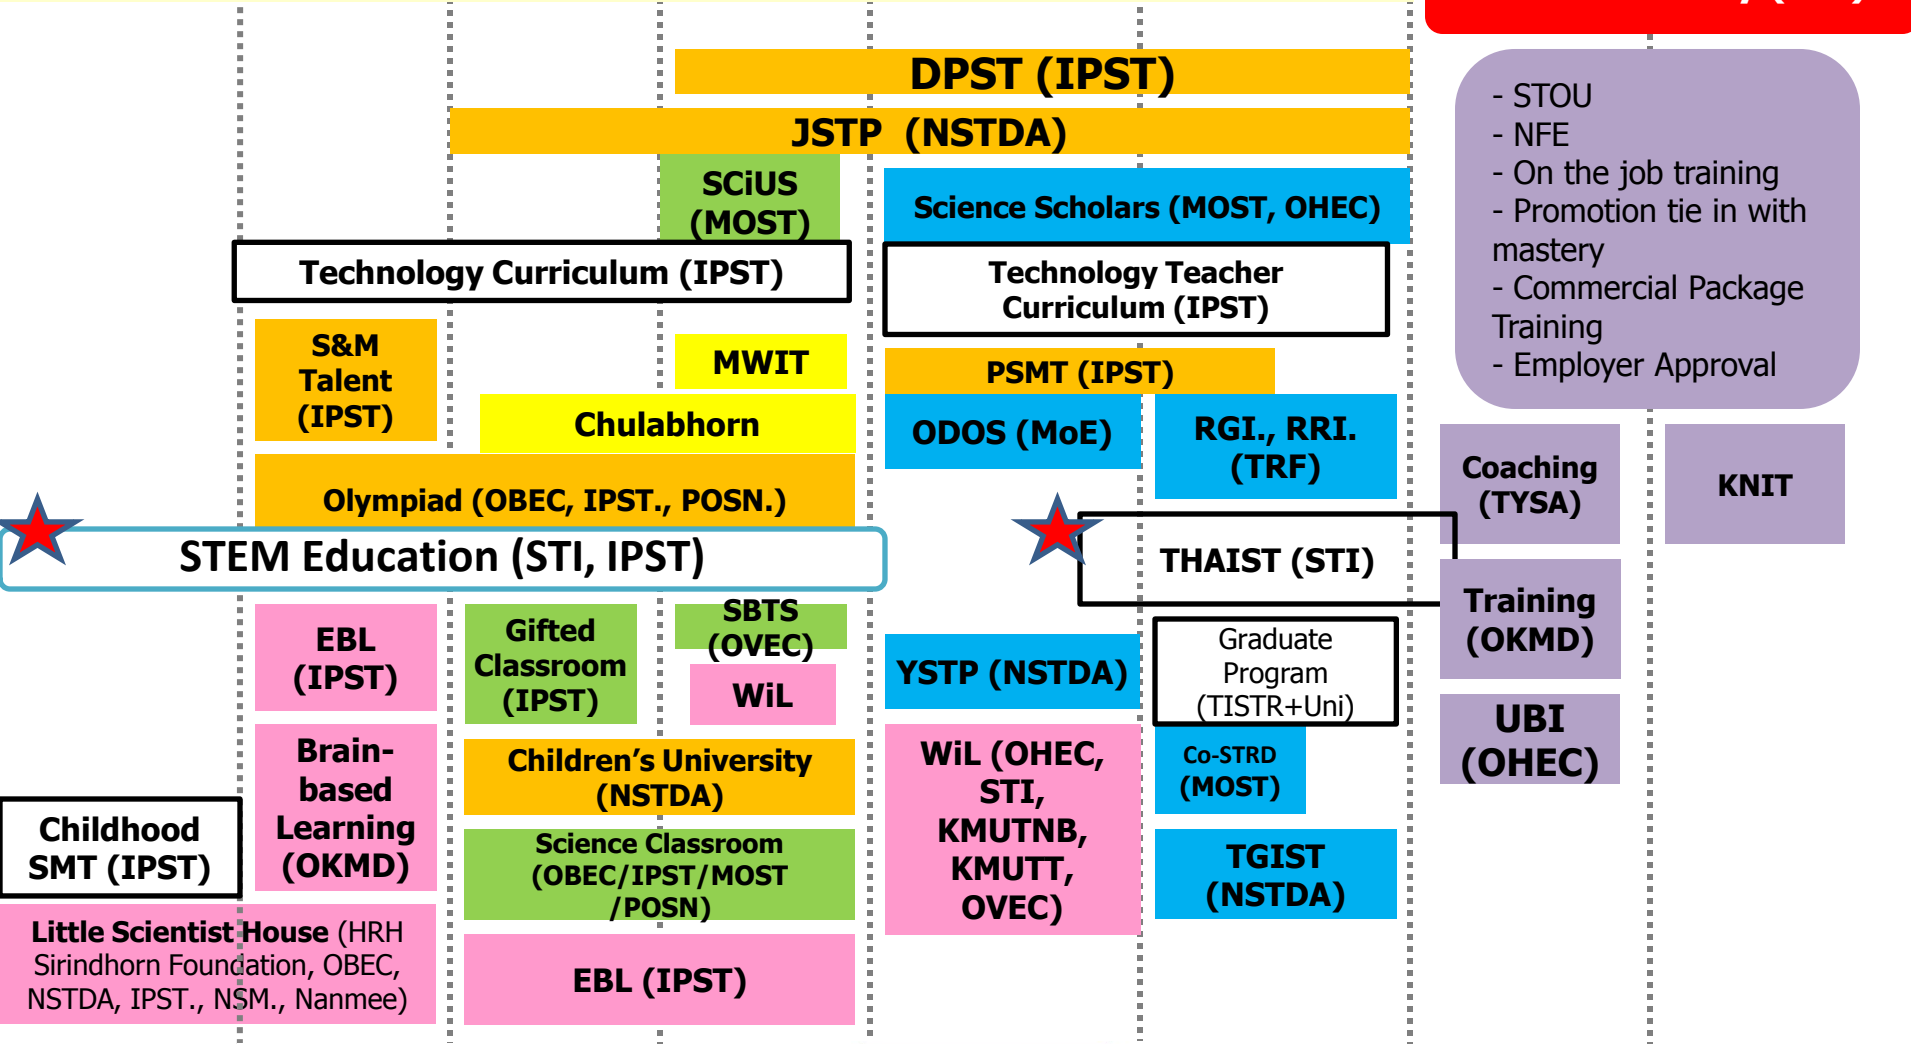 DPST (IPST)
JSTP (NSTDA)
SCiUS
(MOST)
Science Scholars (MOST, OHEC)
Technology Curriculum (IPST)
Technology Teacher
Curriculum (IPST)
- STOU
- NFE
- On the job training
- Promotion tie in with
mastery
- Commercial Package
Training
- Employer Approval
S&M
Talent
(IPST)
MWIT
PSMT (IPST)
Chulabhorn
ODOS (MoE)
RGI., RRI.
(TRF)
Coaching
(TYSA)
KNIT
Olympiad (OBEC, IPST., POSN.)
STEM Education (STI, IPST)
THAIST (STI)
Training
(OKMD)
EBL
(IPST)
Gifted
Classroom
(IPST)
SBTS
(OVEC)
WiL
YSTP (NSTDA)
Graduate
Program
(TISTR+Uni)
UBI
(OHEC)
Brain-
based
Learning
(OKMD)
Children's University
(NSTDA)
WiL (OHEC,
STI,
KMUTNB,
KMUTT,
OVEC)
Co-STRD
(MOST)
Childhood
SMT (IPST)
Science Classroom
(OBEC/IPST/MOST
/POSN)
TGIST
(NSTDA)
Little Scientist House (HRH
Sirindhorn Foundation, OBEC,
NSTDA, IPST., NSM., Nanmee)
EBL (IPST)